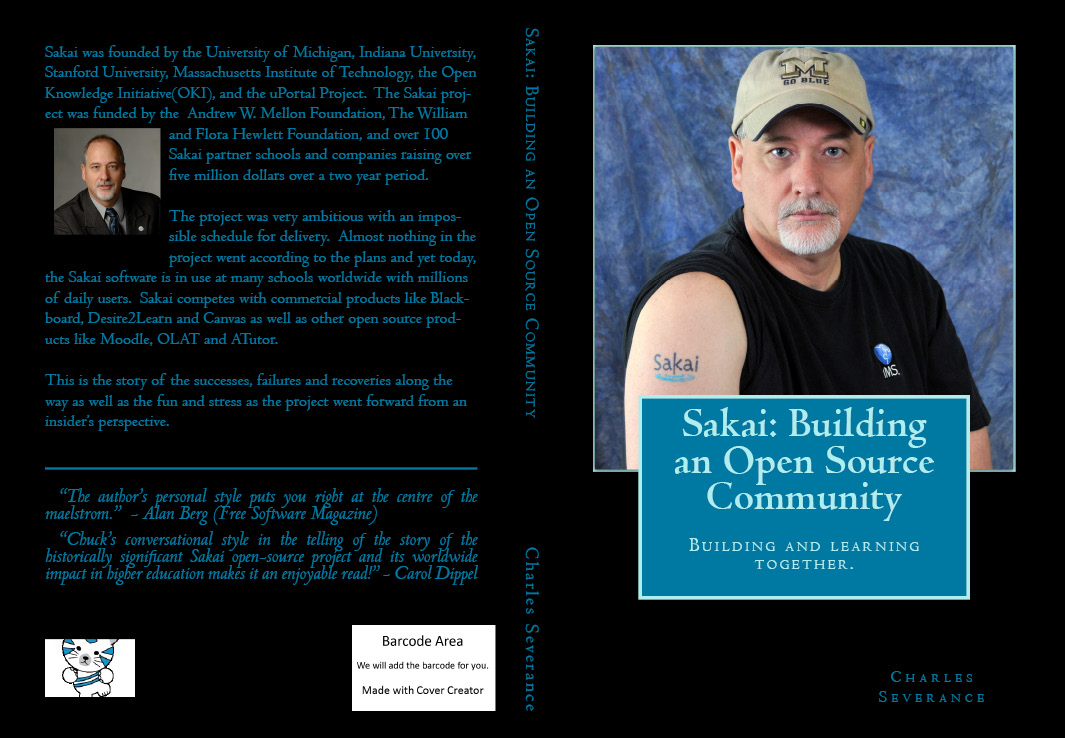 Sakai was founded by the University of Michigan, Indiana University,
Stanford University, Massachusetts Institute of Technology, the Open
Knowledge Initiative(OKI), and the uPortal Project. The Sakai proj-
ect was funded by the Andrew W. Mellon Foundation, The William
and Flora Hewlett Foundation, and over 100
Sakai partner schools and companies raising over
five million dollars over a two year period.
The project was very ambitious with an impos-
sible schedule for delivery. Almost nothing in the
project went according to the plans and yet today,
the Sakai software is in use at many schools worldwide with millions
of daily users. Sakai competes with commercial products like Black-
board, Desire2Learn and Canvas as well as other open source prod-
ucts like Moodle, OLAT and ATutor.
This is the story of the successes, failures and recoveries along the
way as well as the fun and stress as the project went forward from an
insider's perspective.
“The author's personal style puts you right at the centre of the
maelstrom.” - Alan Berg (Free Software Magazine)
“Chuck's conversational style in the telling of the story of the
historically significant Sakai open-source project and its worldwide
impact in higher education makes it an enjoyable read!” - Carol Dippel
Barcode Area
We will add the barcode for you.
Made with Cover Creator
Sakai: Building an Open Source Community
Charles Severance
M
GO BLUE
Sakai
IMS.
Sakai: Building
an Open Source
Community
Building and learning
together.
Charles
Severance